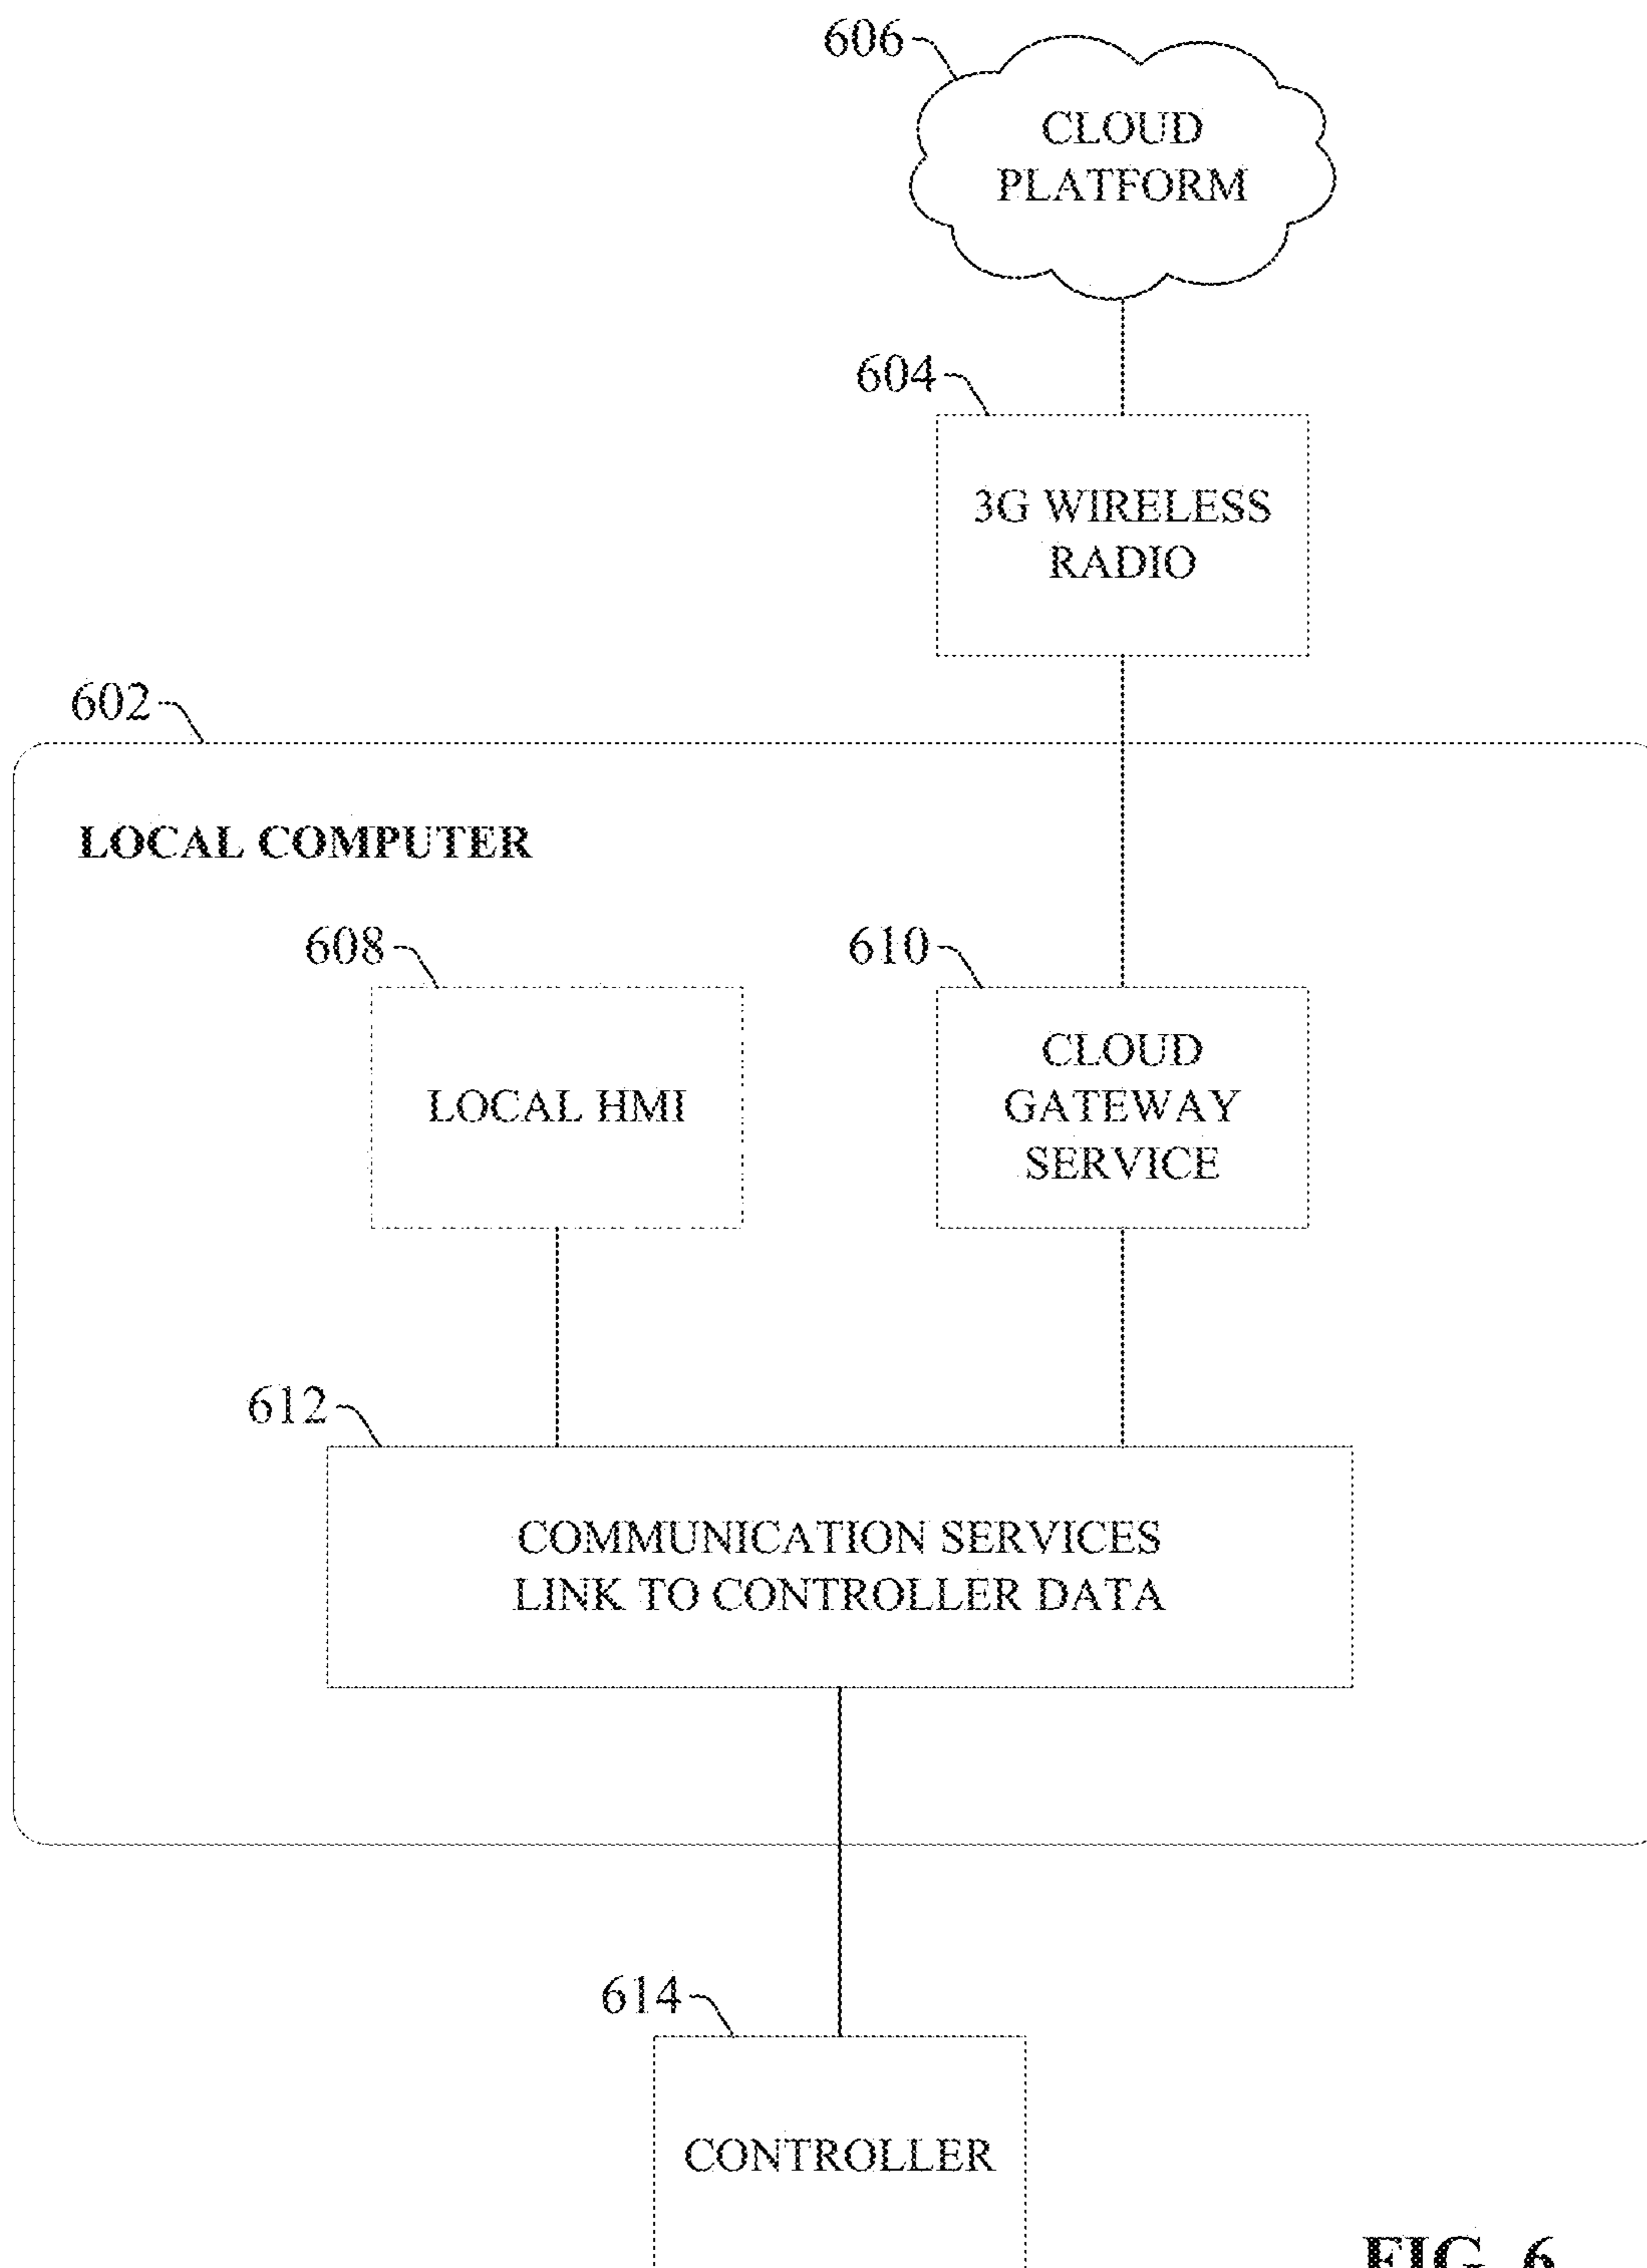 606
CLOUD
PLATFORM
604
3G WIRELESS
RADIO
602
LOCAL COMPUTER
608
610
LOCAL HMI
CLOUD
GATEWAY
SERVICE
612
COMMUNICATION SERVICES
LINK TO CONTROLLER DATA
614
CONTROLLER
FIG. 6